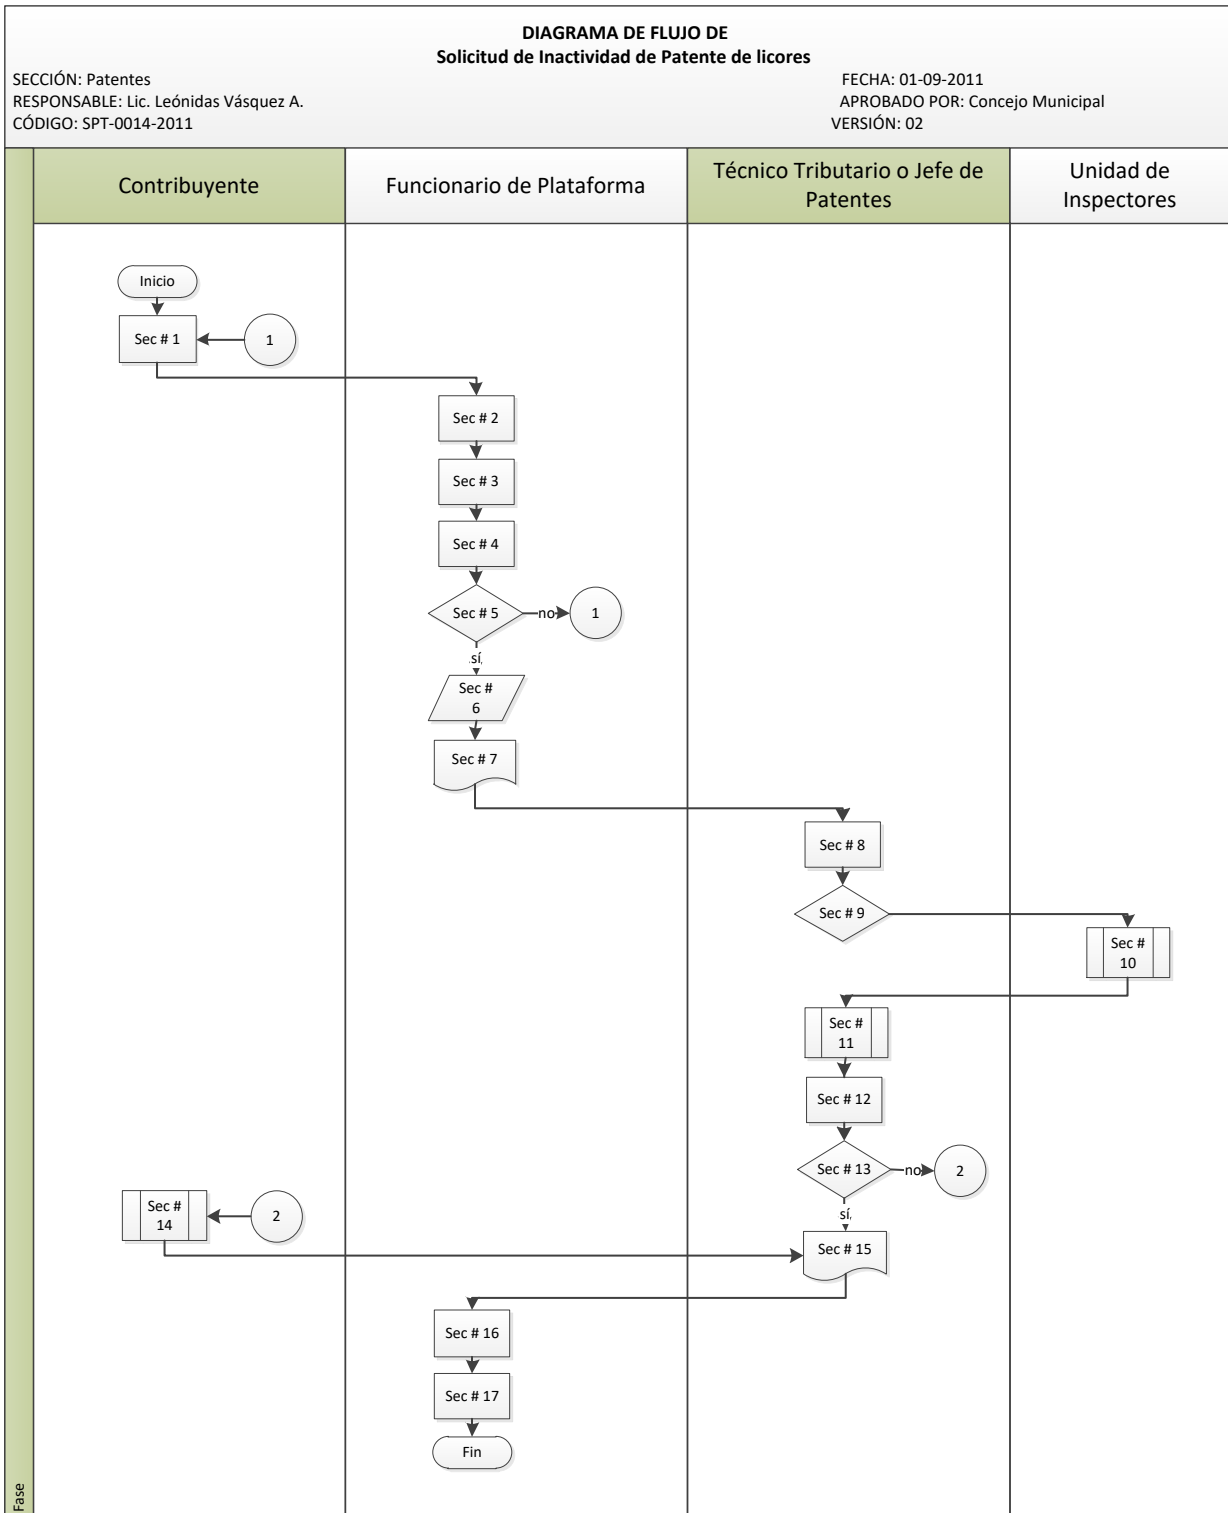 DIAGRAMA DE FLUJO DE
Solicitud de Inactividad de Patente de licores
SECCIÓN: Patentes
FECHA: 01-09-2011
RESPONSABLE: Lic. Leónidas Vásquez A.
APROBADO POR: Concejo Municipal
CÓDIGO: SPT-0014-2011
VERSIÓN: 02
Contribuyente
Funcionario de Plataforma
Técnico Tributario o Jefe de
Patentes
Unidad de
Inspectores
Inicio
Sec # 1
1
Sec # 2
Sec # 3
Sec # 4
Sec # 5
no
1
sí
Sec #
6
Sec # 7
Sec # 8
Sec # 9
Sec #
10
Sec #
11
Sec # 12
Sec # 13
no
2
Sec #
14
2
sí
Sec # 15
Sec # 16
Sec # 17
Fin
Fase